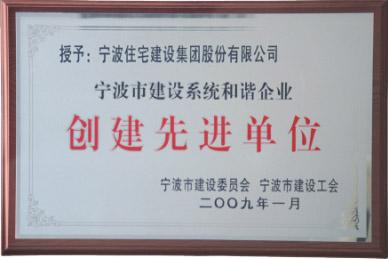 授予：宁波住宅建设集团股份有限公司
宁波市建设系统和谐企业
创建先进单位
宁波市建设委员会 宁波市建设工会
二〇〇九年一月